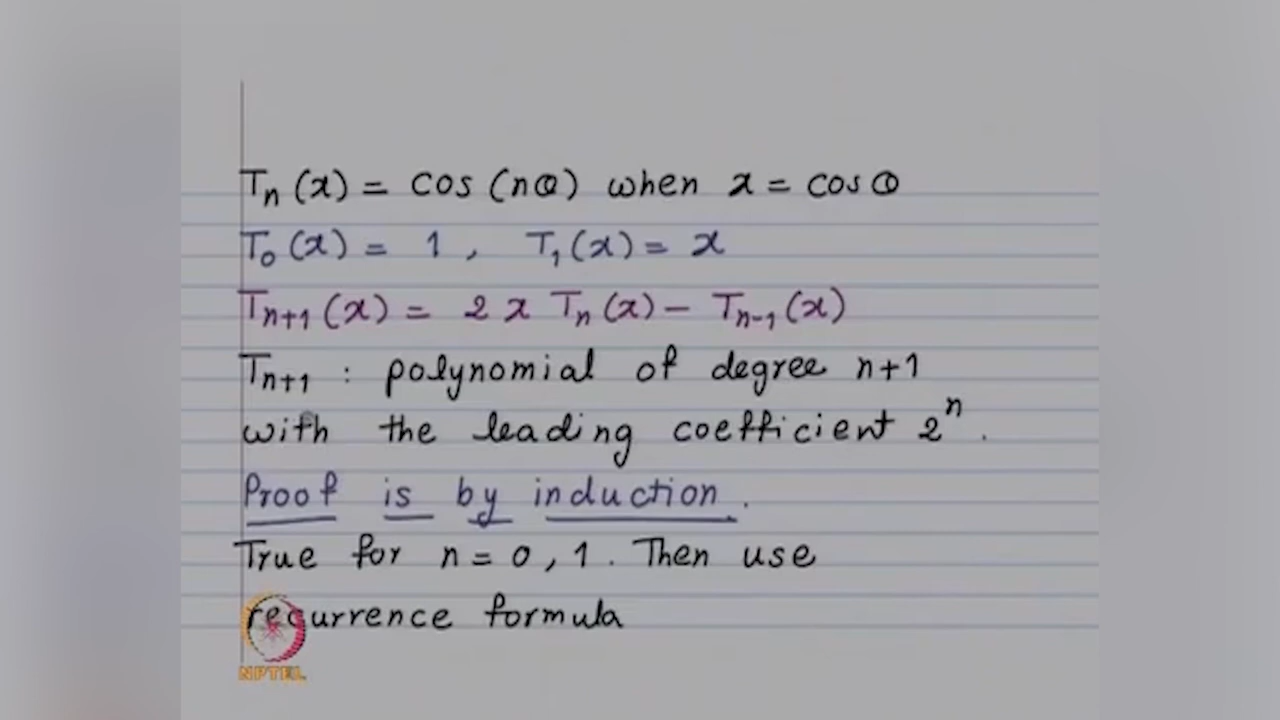 Tn(x) = cos(nθ) when x = cos θ
T0(x) = 1, T1(x) = x
Tn+1(x) = 2 x Tn(x) - Tn-1(x)
Tn+1 : polynomial of degree n+1
with the leading coefficient 2^n.
Proof is by induction.
True for n = 0, 1. Then use
recurrence formula
NPTEL